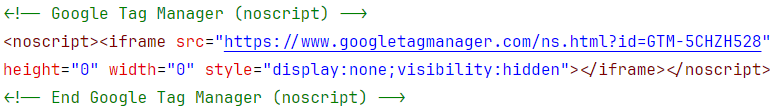 <!-- Google Tag Manager (noscript) -->
<noscript><iframe src="https://www.googletagmanager.com/ns.html?id=GTM-5CHZH528"
height="0" width="0" style="display:none;visibility:hidden"></iframe></noscript>
<!-- End Google Tag Manager (noscript) -->